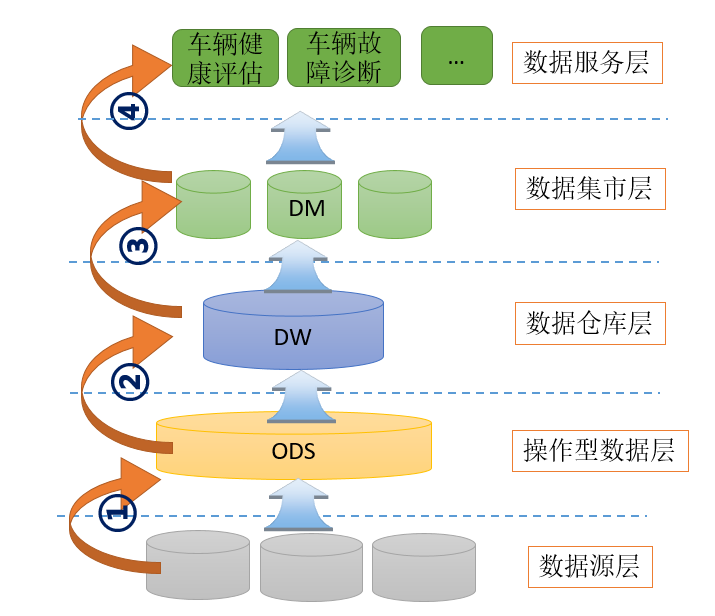 车辆健
康评估
车辆故
障诊断
...
数据服务层
④
数据集市层
DM
③
数据仓库层
DW
②
操作型数据层
ODS
①
数据源层